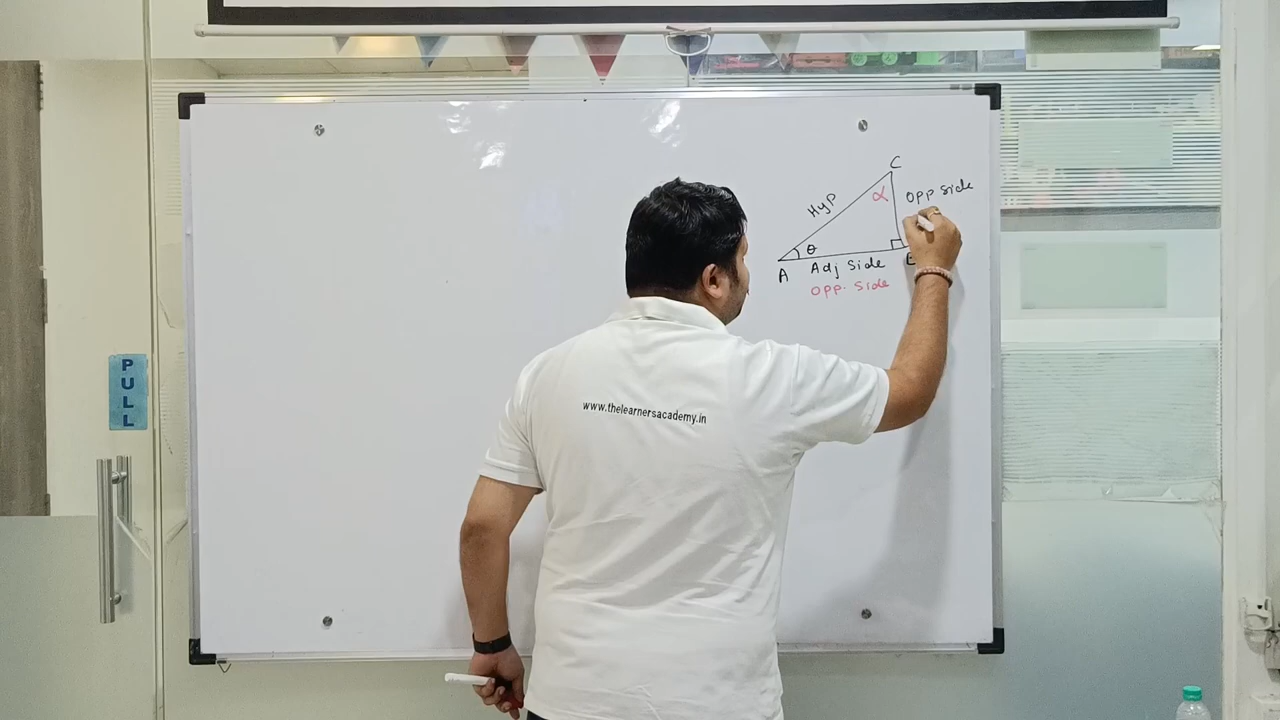 C
α
Opp side
Hyp
θ
A
Adj Side
Opp. Side
PULL
www.thelearnersacademy.in